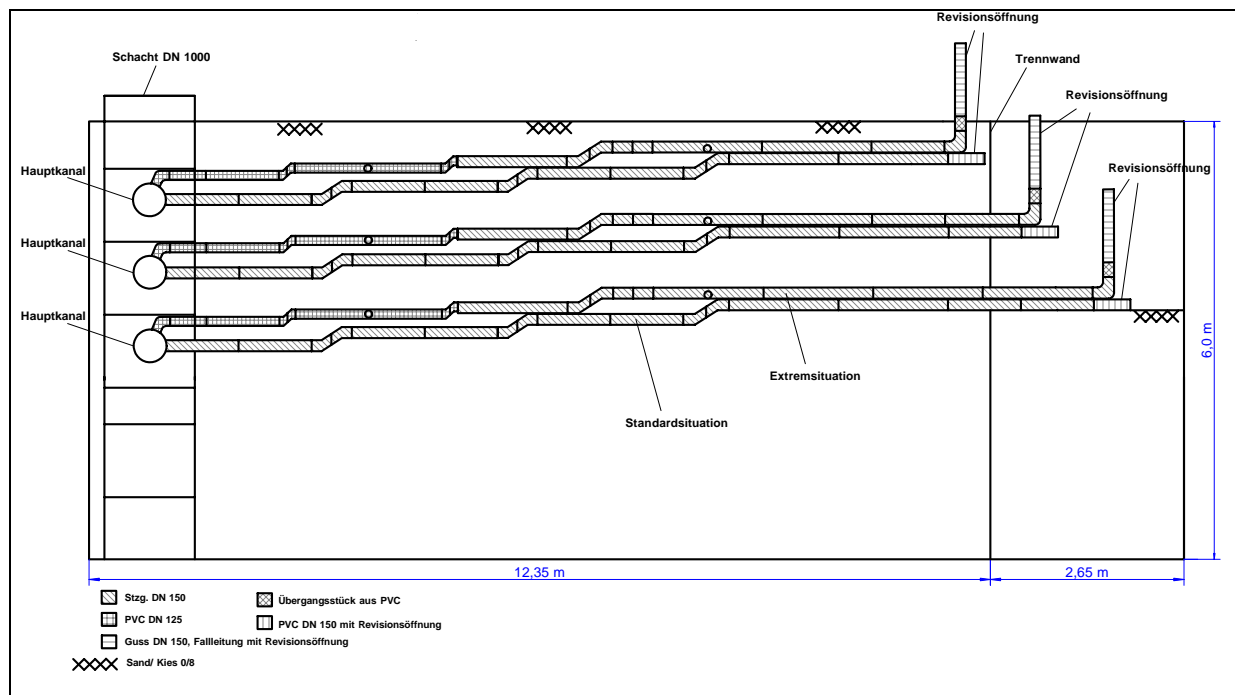 Revisionsöffnung
Schacht DN 1000
Trennwand
Revisionsöffnung
Revisionsöffnung
Hauptkanal
Hauptkanal
Hauptkanal
6,0 m
Extremsituation
Standardsituation
12,35 m
2,65 m
Stzg. DN 150
Übergangsstück aus PVC
PVC DN 125
PVC DN 150 mit Revisionsöffnung
Guss DN 150, Fallleitung mit Revisionsöffnung
Sand/ Kies 0/8